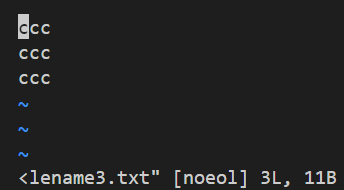 ccc
ccc
ccc
~
~
~
<lename3.txt" [noeol] 3L, 11B